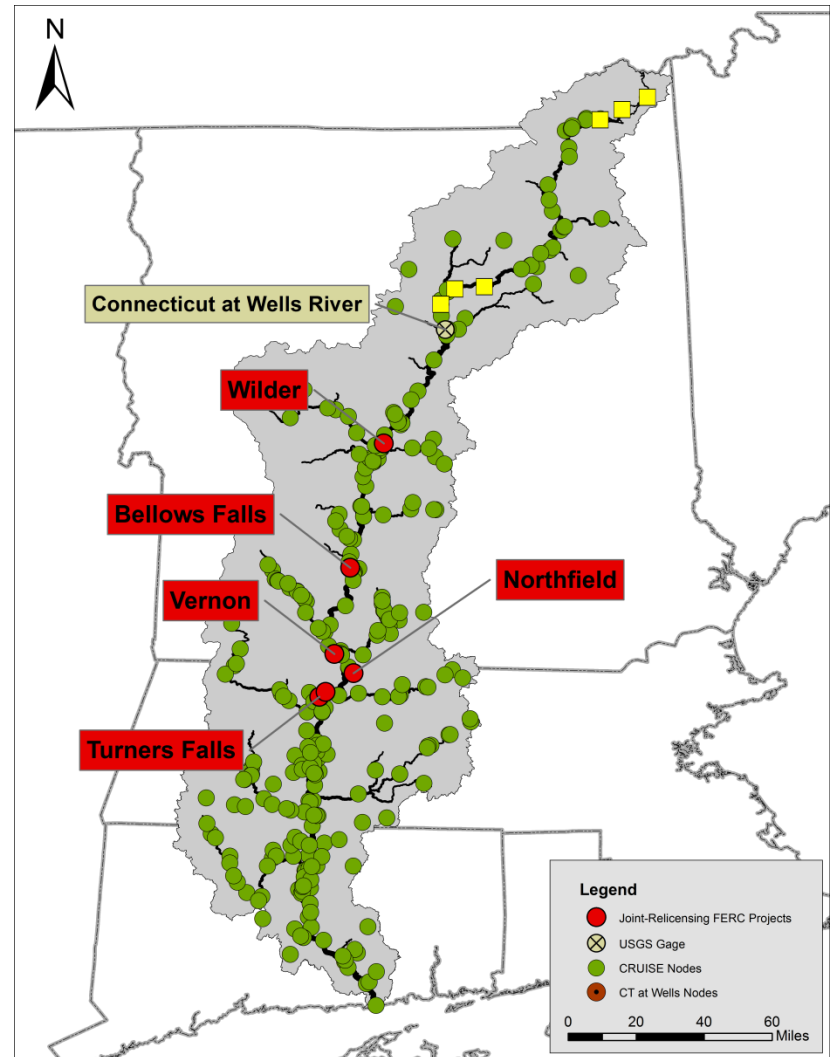 N
Connecticut at Wells River
Wilder
Bellows Falls
Northfield
Vernon
Turners Falls
Legend
Joint-Relicensing FERC Projects
USGS Gage
CRUISE Nodes
CT at Wells Nodes
0 20 40 60
Miles